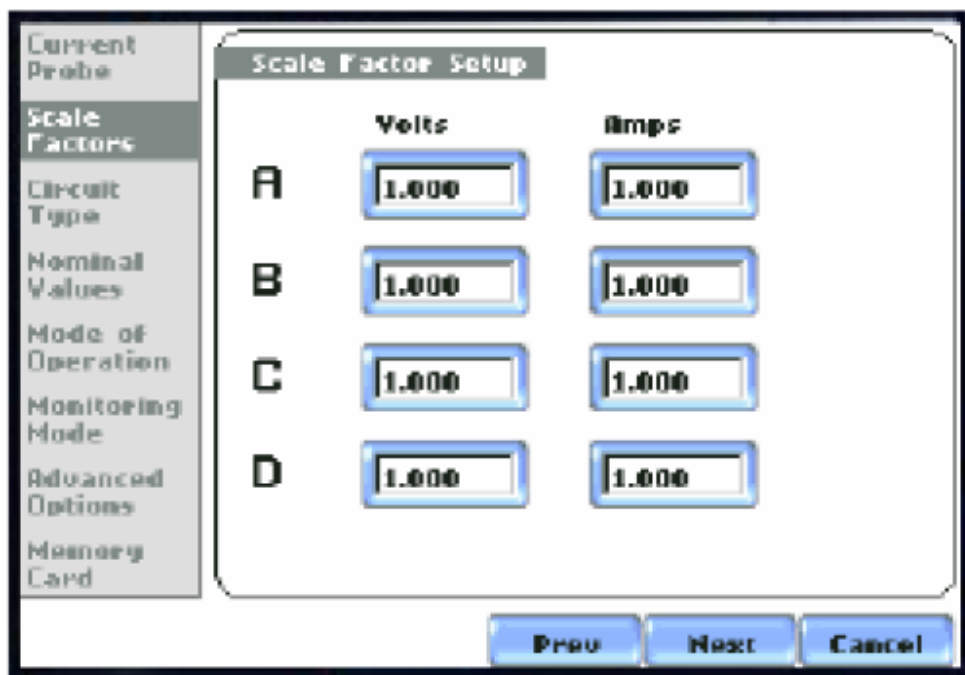 Current
Probe
Scale
Factors
Circuit
Type
Nominal
Values
Mode of
Operation
Monitoring
Mode
Advanced
Options
Memory
Card
Scale Factor Setup
Volts Amps
A 1.000 1.000
B 1.000 1.000
C 1.000 1.000
D 1.000 1.000
Prev Next Cancel